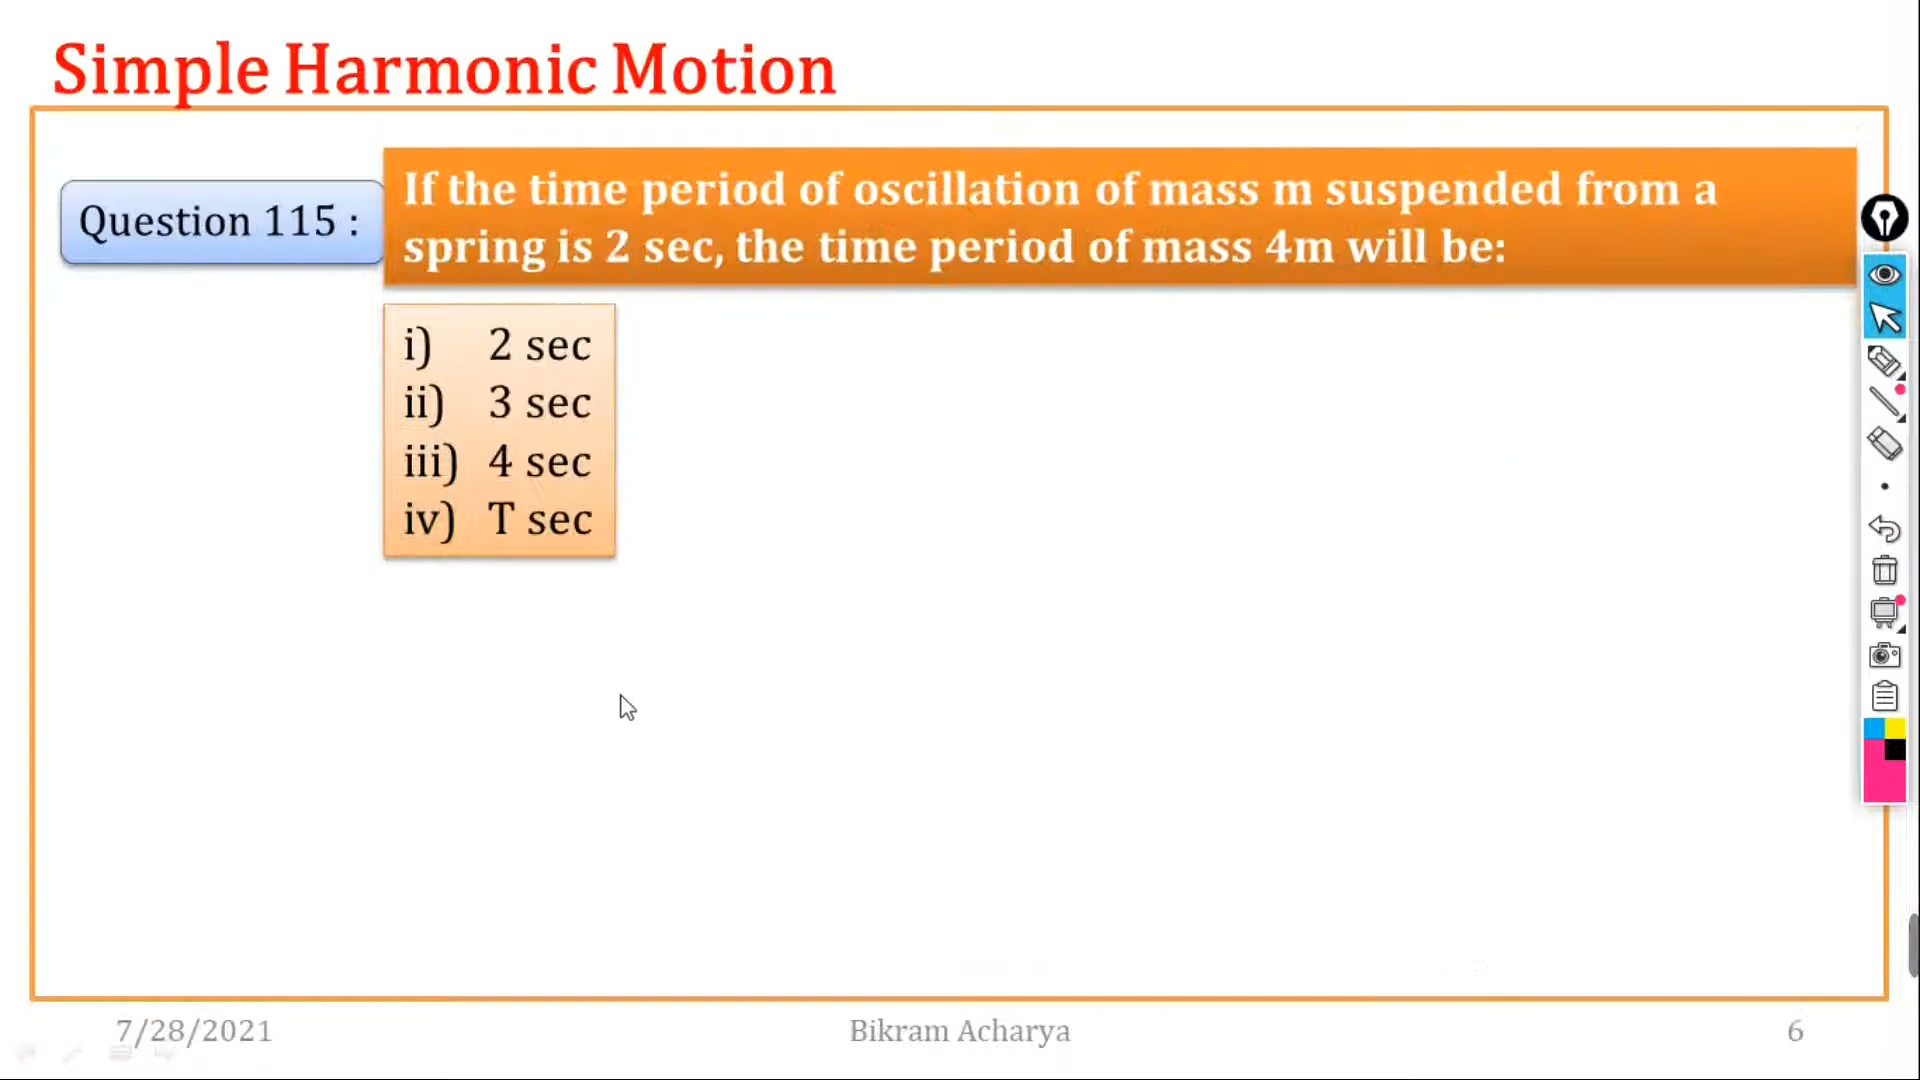 Simple Harmonic Motion
Question 115 :
If the time period of oscillation of mass m suspended from a
spring is 2 sec, the time period of mass 4m will be:
i) 2 sec
ii) 3 sec
iii) 4 sec
iv) T sec
7/28/2021
Bikram Acharya
6